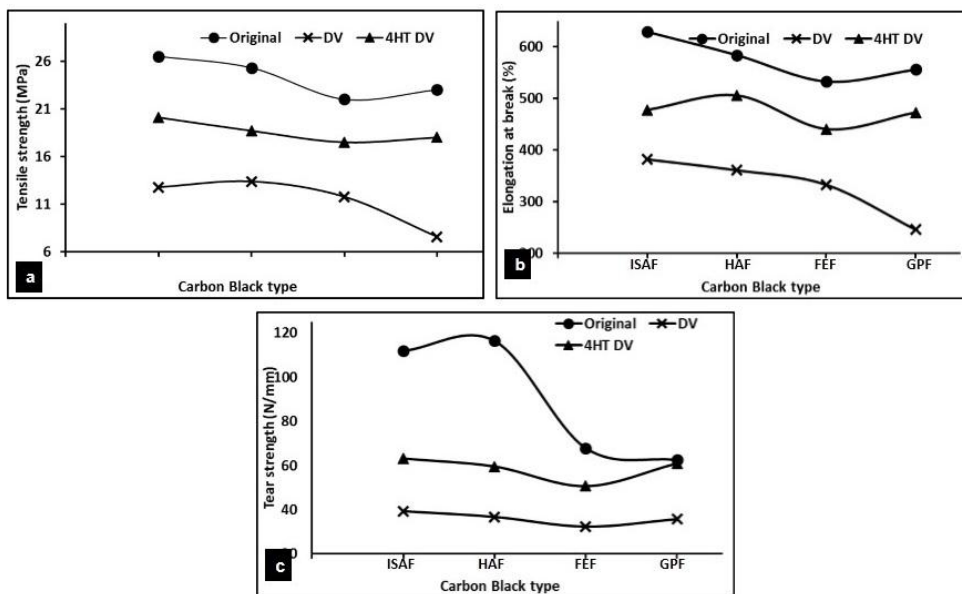 Original DV 4HT DV
Tensile strength (MPa)
26
21
16
11
6
Carbon Black type
a
Original DV 4HT DV
Elongation at break (%)
600
500
400
300
200
ISAF HAF FEF GPF
Carbon Black type
b
Original DV
4HT DV
Tear strength (N/mm)
120
100
80
60
40
ISAF HAF FEF GPF
Carbon Black type
c